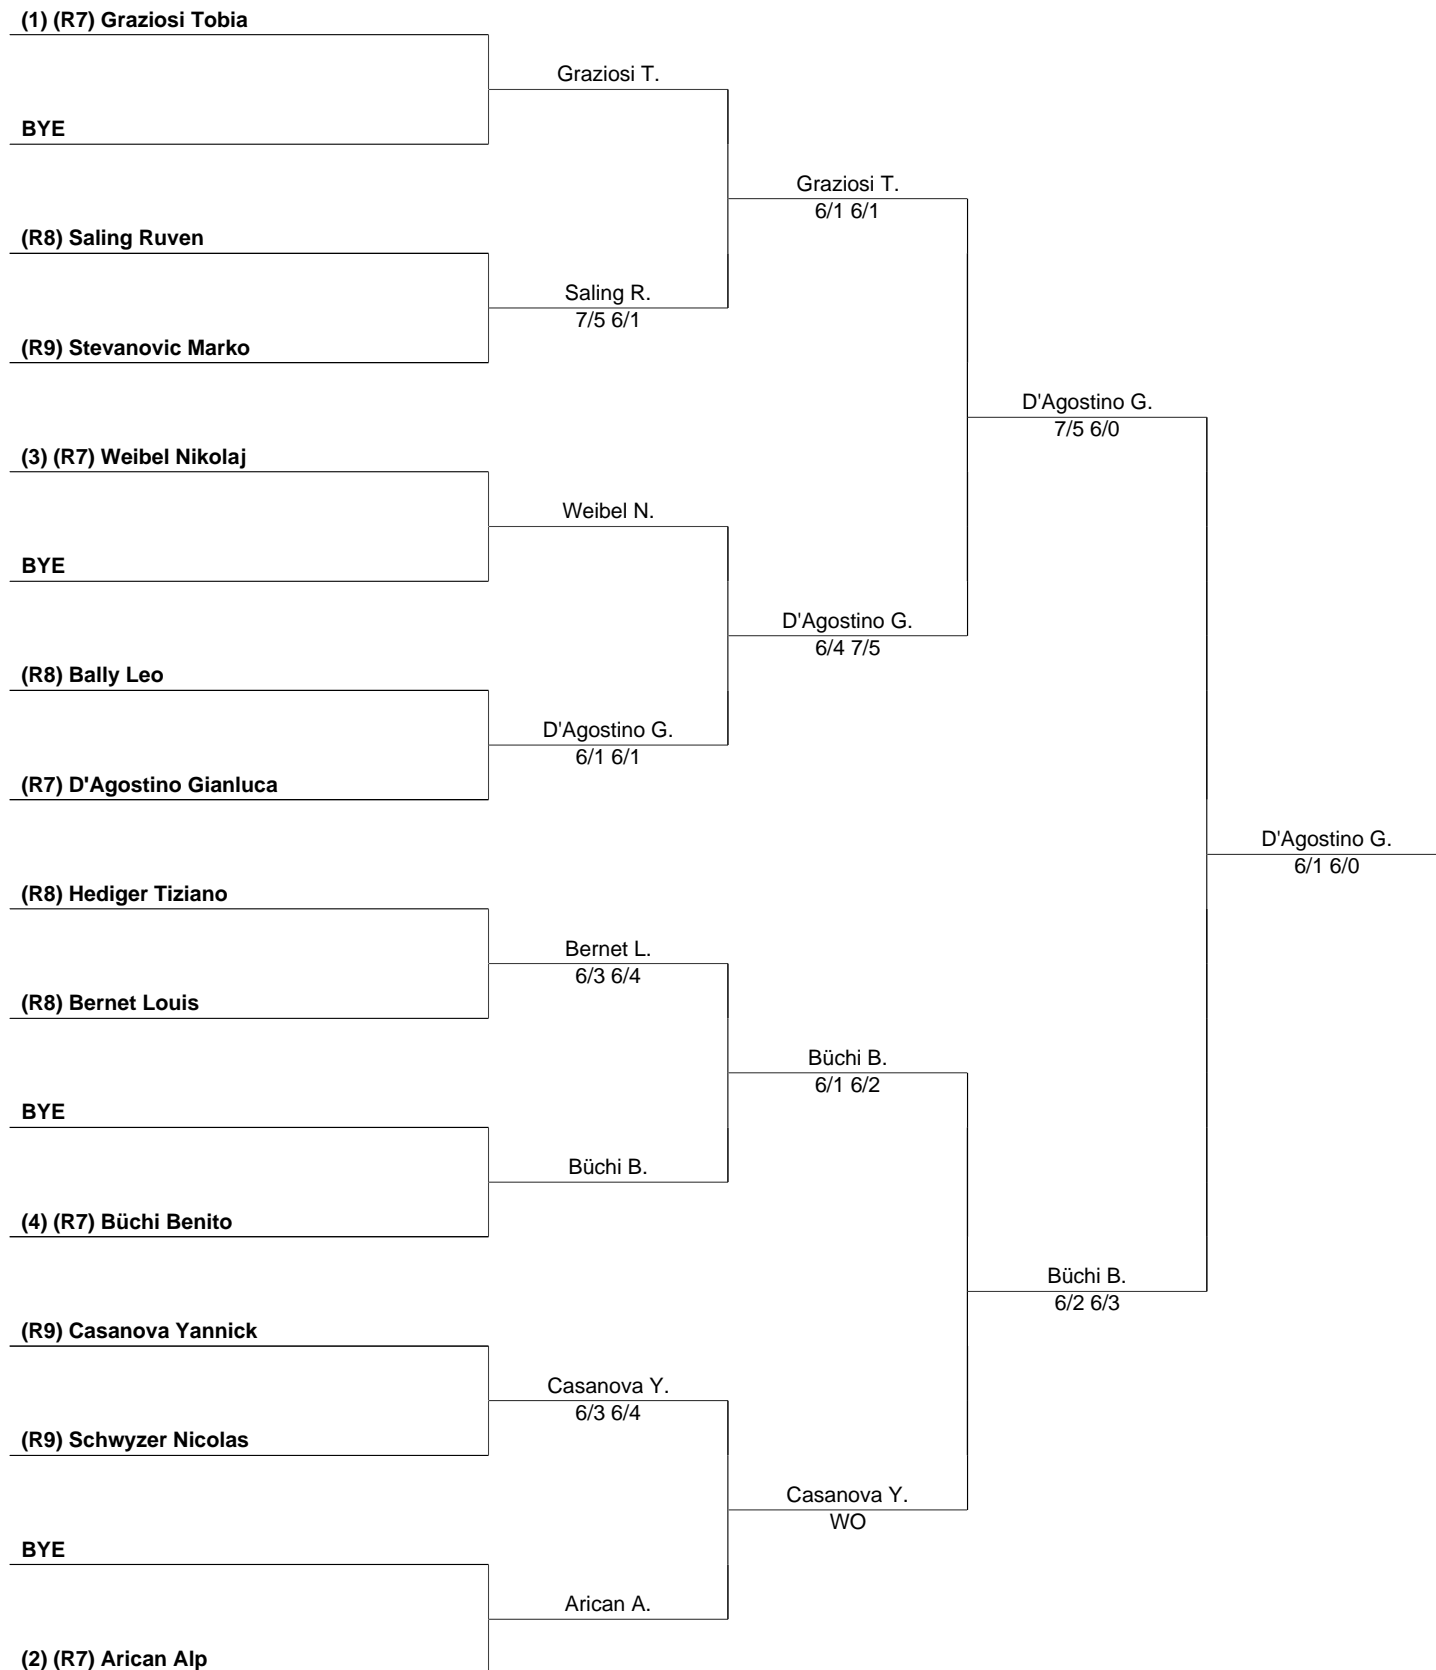 (1) (R7) Graziosi Tobia
Graziosi T.
BYE
Graziosi T.
6/1 6/1
(R8) Saling Ruven
Saling R.
7/5 6/1
(R9) Stevanovic Marko
D'Agostino G.
7/5 6/0
(3) (R7) Weibel Nikolaj
Weibel N.
BYE
D'Agostino G.
6/4 7/5
(R8) Bally Leo
D'Agostino G.
6/1 6/1
(R7) D'Agostino Gianluca
D'Agostino G.
6/1 6/0
(R8) Hediger Tiziano
Bernet L.
6/3 6/4
(R8) Bernet Louis
Büchi B.
6/1 6/2
BYE
Büchi B.
(4) (R7) Büchi Benito
Büchi B.
6/2 6/3
(R9) Casanova Yannick
Casanova Y.
6/3 6/4
(R9) Schwyzer Nicolas
Casanova Y.
WO
BYE
Arican A.
(2) (R7) Arican Alp